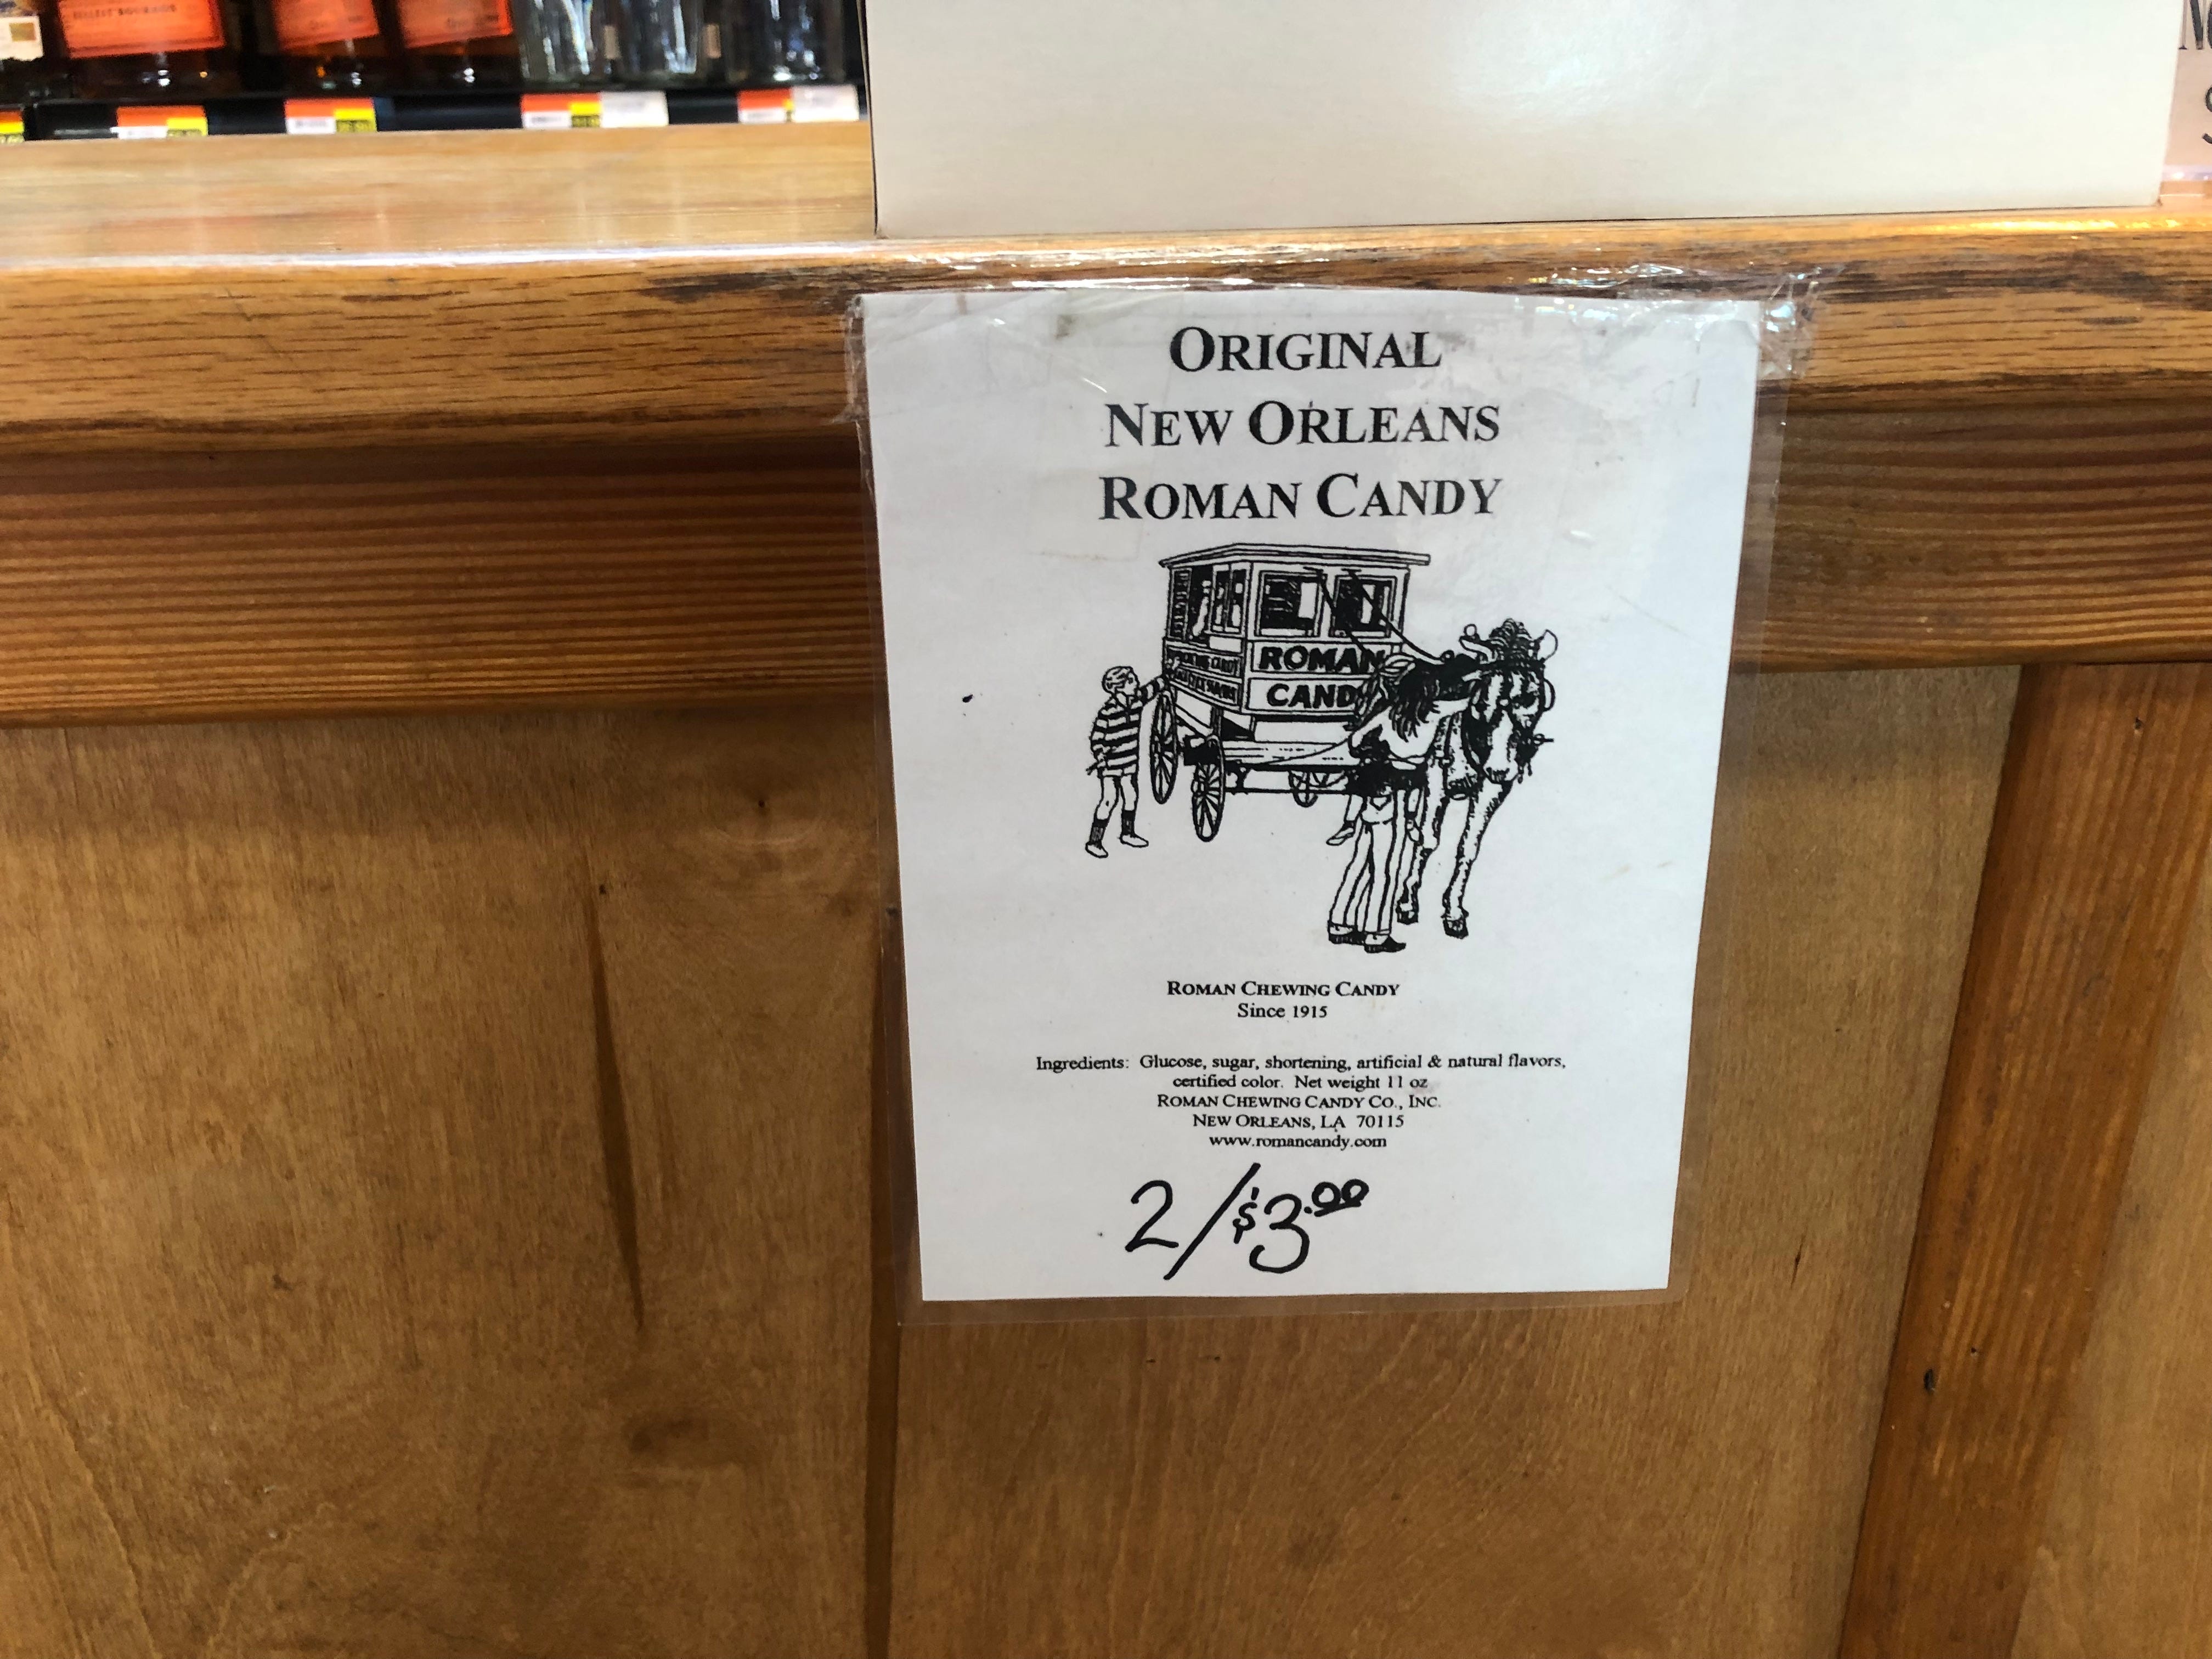 ORIGINAL
NEW ORLEANS
ROMAN CANDY
ROMAN
CAND
ROMAN CHEWING CANDY
Since 1915
Ingredients: Glucose, sugar, shortening, artificial & natural flavors,
certified color. Net weight 11 oz
ROMAN CHEWING CANDY CO., INC.
NEW ORLEANS, LA 70115
www.romancandy.com
2/$3.00